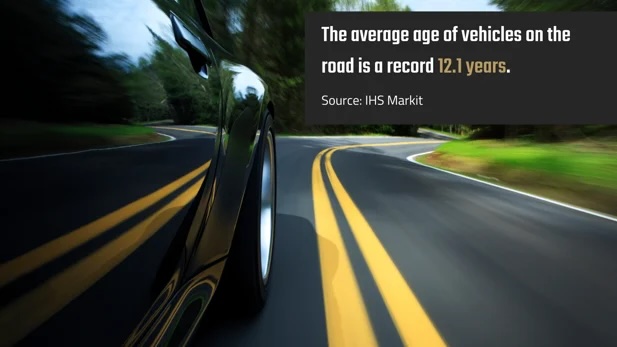 The average age of vehicles on the
road is a record 12.1 years.
Source: IHS Markit